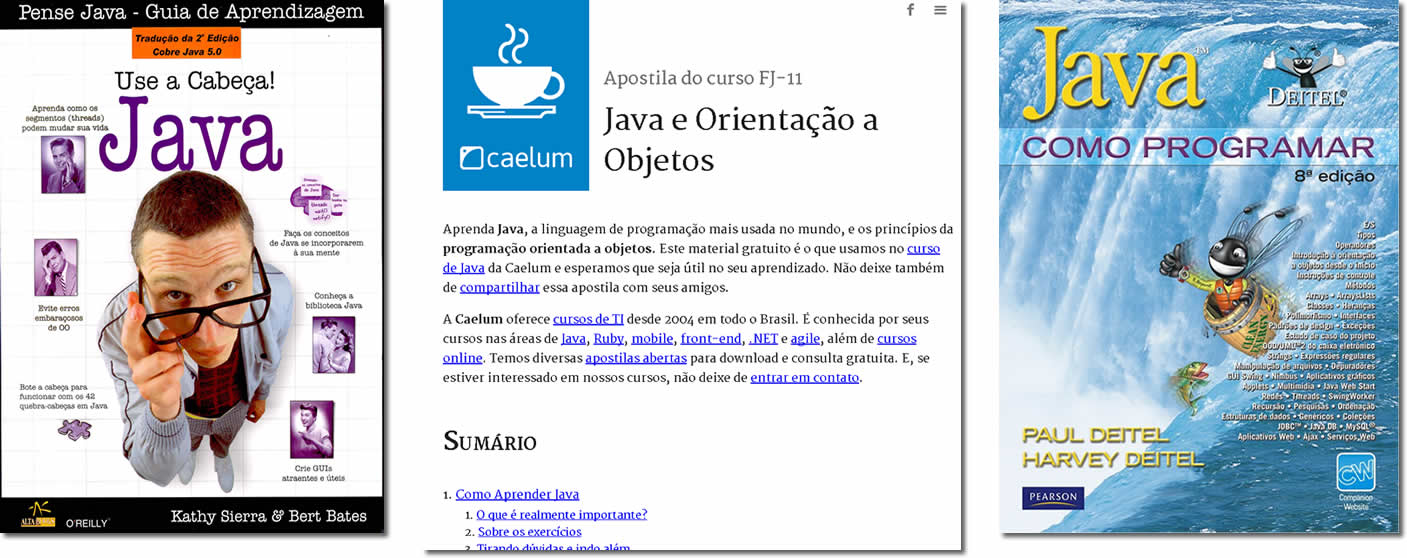 Pense Java - Guia de Aprendizagem
Tradução da 2ª Edição
Cobre Java 5.0
Use a Cabeça!
Java
Aprenda como os
segmentos (threads)
podem mudar sua vida
Faça os conceitos
de Java se incorporarem
à sua mente
Evite erros
embaraçosos
de OO
Conheça a
biblioteca Java
Bote a cabeça para
funcionar com os 42
quebra-cabeças em Java
Crie GUIs
atraentes e úteis
ALTA BOOKS
O'REILLY®
Kathy Sierra & Bert Bates
caelum
Apostila do curso FJ-11
Java e Orientação a
Objetos
Aprenda Java, a linguagem de programação mais usada no mundo, e os princípios da
programação orientada a objetos. Este material gratuito é o que usamos no curso
de Java da Caelum e esperamos que seja útil no seu aprendizado. Não deixe também
de compartilhar essa apostila com seus amigos.
A Caelum oferece cursos de TI desde 2004 em todo o Brasil. É conhecida por seus
cursos nas áreas de Java, Ruby, mobile, front-end, .NET e agile, além de cursos
online. Temos diversas apostilas abertas para download e consulta gratuita. E, se
estiver interessado em nossos cursos, não deixe de entrar em contato.
Sumário
1. Como Aprender Java
1. O que é realmente importante?
2. Sobre os exercícios
3. Tirando dúvidas e indo além
Java™
DEITEL®
COMO PROGRAMAR
8ª edição
E/S
Tipos
Operadores
Introdução a orientação
a objetos desde o início
Instruções de controle
Métodos
Arrays • ArrayLists
Classes • Heranças
Polimorfismo • Interfaces
Padrões de design • Exceções
Estudo de caso do projeto
OOD/UML™2 do caixa eletrônico
Strings • Expressões regulares
Manipulação de arquivos • Depuradores
GUI Swing • Nimbus • Aplicativos gráficos
Applets • Multimídia • Java Web Start
Redes • Threads • SwingWorker
Recursão • Pesquisas • Ordenação
Estruturas de dados • Genéricos • Coleções
JDBC™ • Java DB • MySQL®
Aplicativos Web • Ajax • Serviços Web
PAUL DEITEL
HARVEY DEITEL
PEARSON
CW
Companion
Website